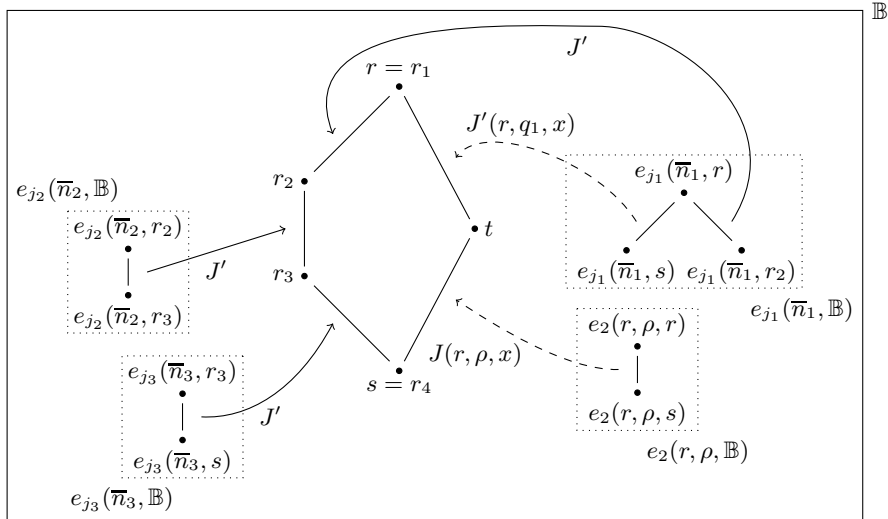 𝔹
J′
r = r₁
J′(r, q₁, x)
e_{j₁}(n̅₁, r)
r₂
e_{j₂}(n̅₂, 𝔹)
e_{j₂}(n̅₂, r₂)
t
J′
e_{j₁}(n̅₁, s) e_{j₁}(n̅₁, r₂)
r₃
e_{j₁}(n̅₁, 𝔹)
e_{j₂}(n̅₂, r₃)
e₂(r, ρ, r)
J(r, ρ, x)
e_{j₃}(n̅₃, r₃)
s = r₄
J′
e₂(r, ρ, s)
e₂(r, ρ, 𝔹)
e_{j₃}(n̅₃, s)
e_{j₃}(n̅₃, 𝔹)